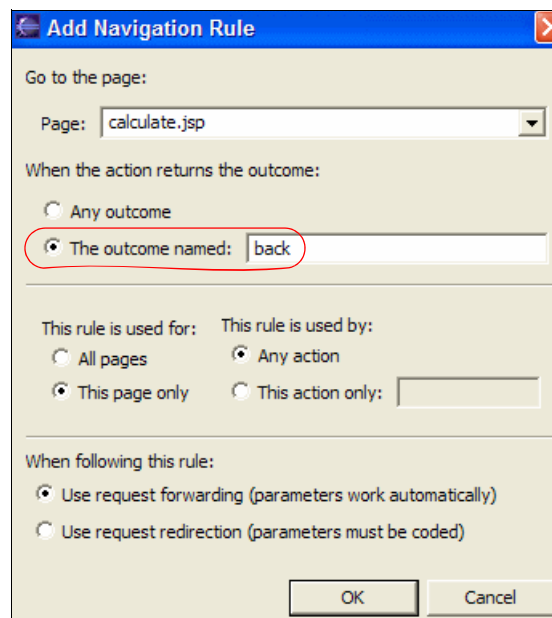 Add Navigation Rule
Go to the page:
Page: calculate.jsp
When the action returns the outcome:
Any outcome
The outcome named: back
This rule is used for: This rule is used by:
All pages Any action
This page only This action only:
When following this rule:
Use request forwarding (parameters work automatically)
Use request redirection (parameters must be coded)
OK Cancel